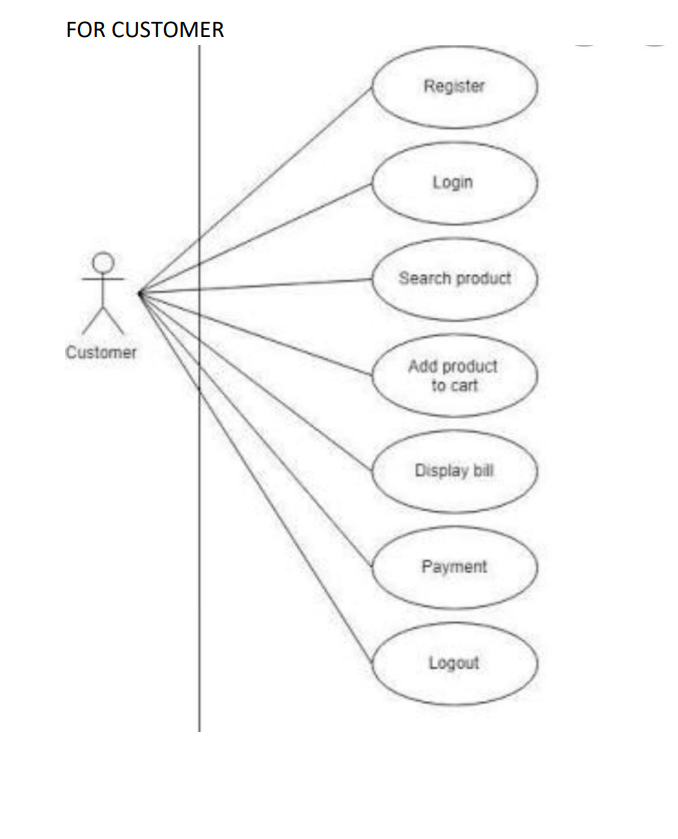 FOR CUSTOMER
Register
Login
Search product
Customer
Add product
to cart
Display bill
Payment
Logout